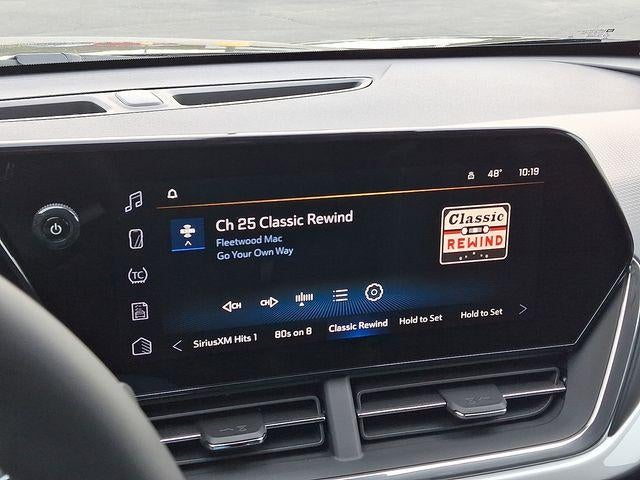 48° 10:19
Ch 25 Classic Rewind
Fleetwood Mac
Go Your Own Way
Classic
REWIND
TC
CH CH
SiriusXM Hits 1 80s on 8 Classic Rewind Hold to Set Hold to Set